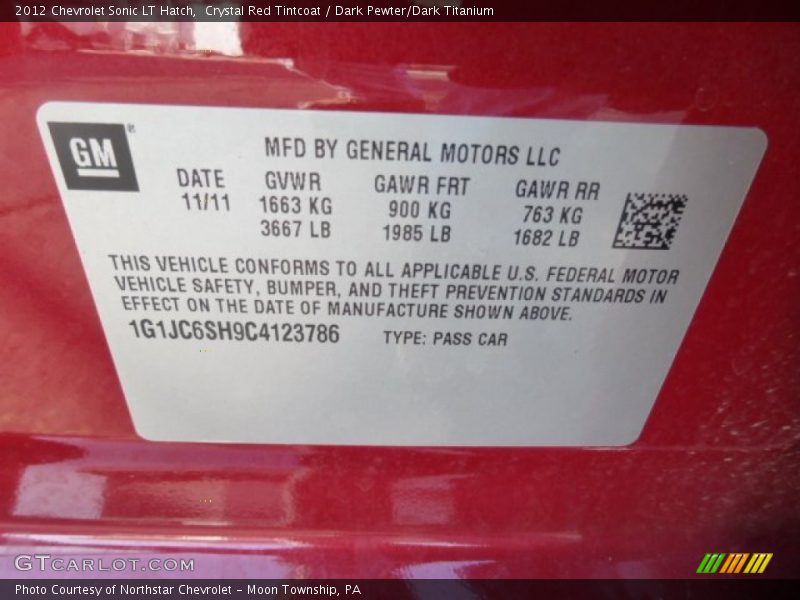 2012 Chevrolet Sonic LT Hatch,  Crystal Red Tintcoat / Dark Pewter/Dark Titanium
GM®
MFD BY GENERAL MOTORS LLC
DATE GVWR GAWR FRT GAWR RR
11/11 1663 KG 900 KG 763 KG
3667 LB 1985 LB 1682 LB
THIS VEHICLE CONFORMS TO ALL APPLICABLE U.S. FEDERAL MOTOR
VEHICLE SAFETY, BUMPER, AND THEFT PREVENTION STANDARDS IN
EFFECT ON THE DATE OF MANUFACTURE SHOWN ABOVE.
1G1JC6SH9C4123786 TYPE: PASS CAR
GTCARLOT.COM
Photo Courtesy of Northstar Chevrolet – Moon Township, PA